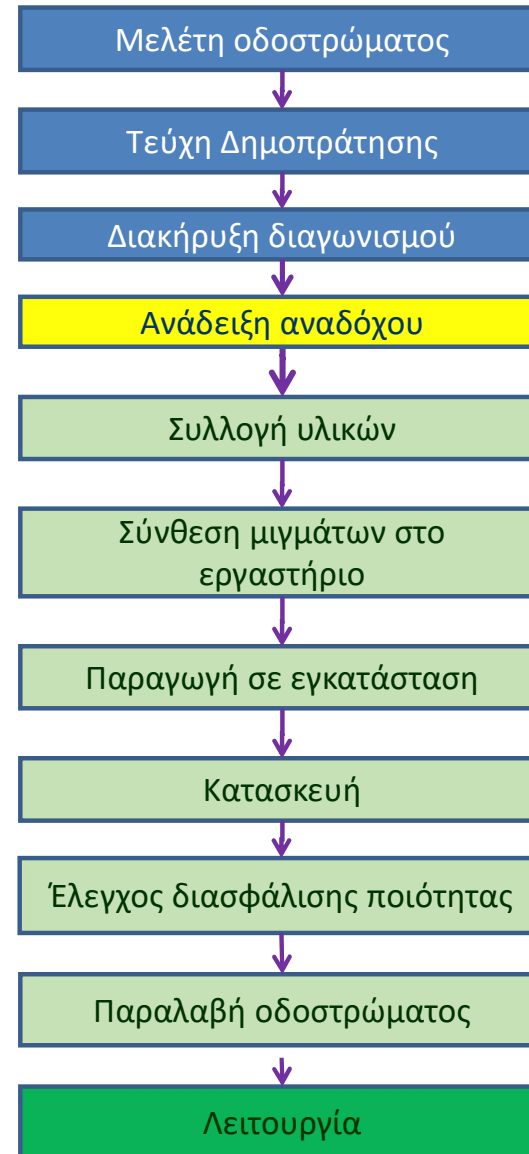 Μελέτη οδοστρώματος
Τεύχη Δημοπράτησης
Διακήρυξη διαγωνισμού
Ανάδειξη αναδόχου
Συλλογή υλικών
Σύνθεση μιγμάτων στο
εργαστήριο
Παραγωγή σε εγκατάσταση
Κατασκευή
Έλεγχος διασφάλισης ποιότητας
Παραλαβή οδοστρώματος
Λειτουργία